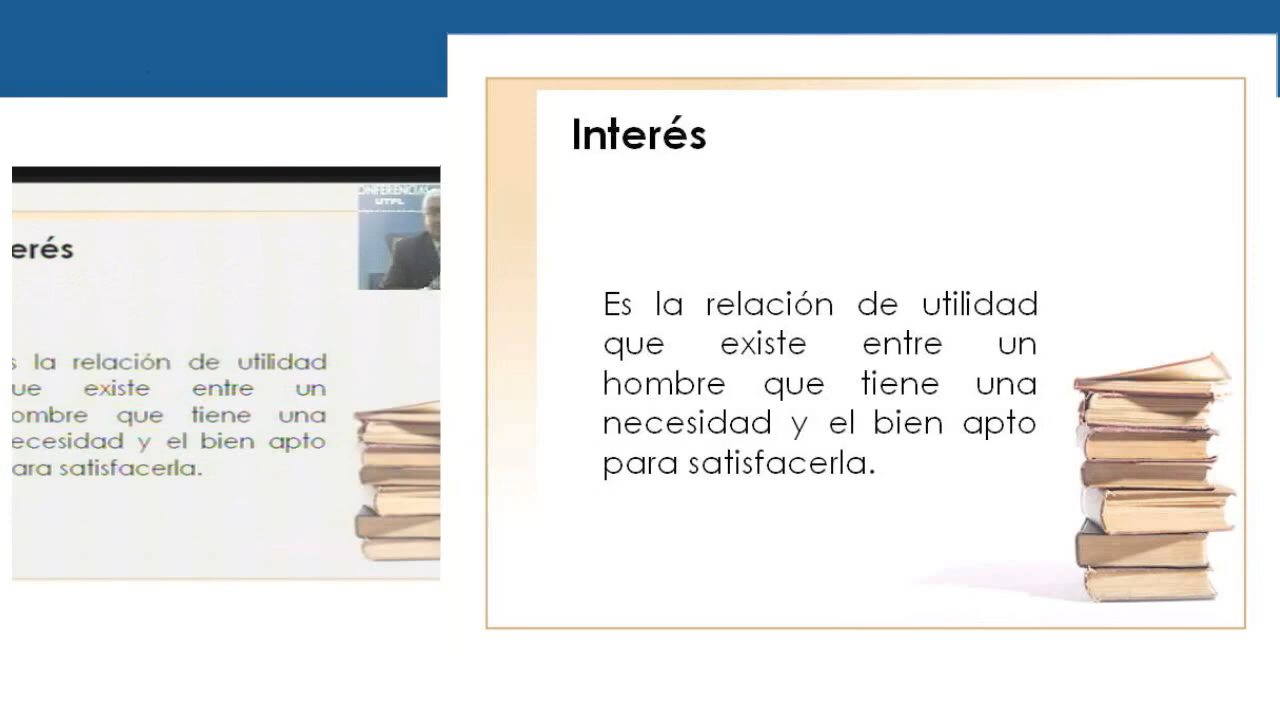 Interés
Es la relación de utilidad
que existe entre un
hombre que tiene una
necesidad y el bien apto
para satisfacerla.
CONFERENCIAS
UTPL
erés
s la relación de utilidad
ue existe entre un
ombre que tiene una
ecesidad y el bien apto
ara satisfacerla.